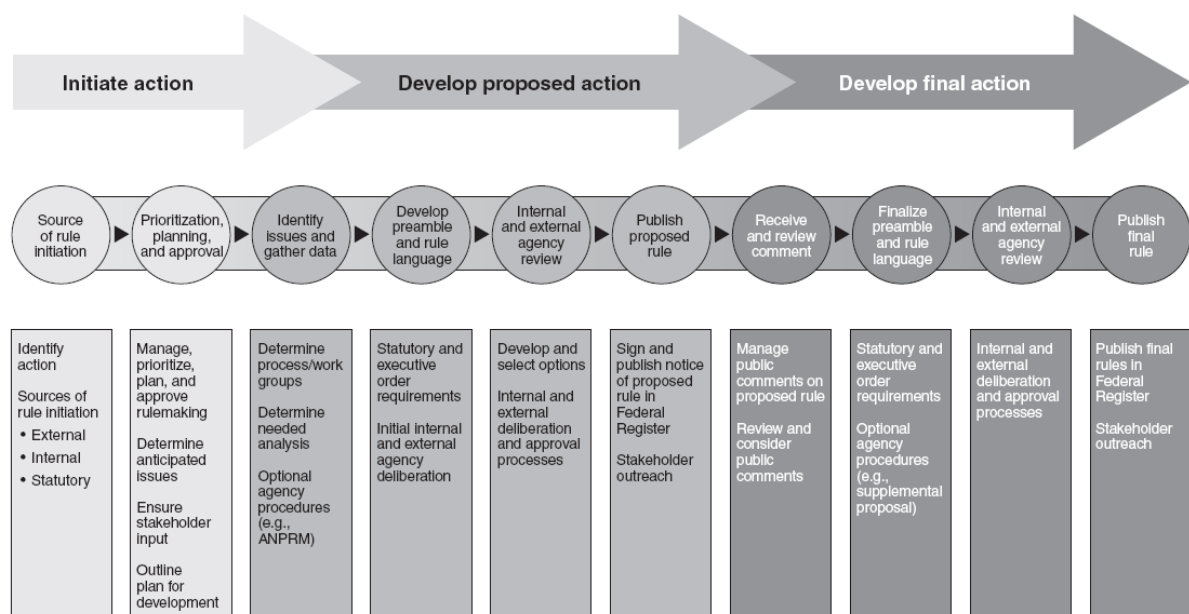 Initiate action
Develop proposed action
Develop final action
Source
of rule
initiation
Prioritization,
planning,
and approval
Identify
issues and
gather data
Develop
preamble
and rule
language
Internal
and external
agency
review
Publish
proposed
rule
Receive
and review
comment
Finalize
preamble
and rule
language
Internal
and external
agency
review
Publish
final
rule
Identify
action
Sources of
rule initiation
• External
• Internal
• Statutory
Manage,
prioritize,
plan, and
approve
rulemaking
Determine
anticipated
issues
Ensure
stakeholder
input
Outline
plan for
development
Determine
process/work
groups
Determine
needed
analysis
Optional
agency
procedures
(e.g.,
ANPRM)
Statutory and
executive
order
requirements
Initial internal
and external
agency
deliberation
Develop and
select options
Internal and
external
deliberation
and approval
processes
Sign and
publish notice
of proposed
rule in
Federal
Register
Stakeholder
outreach
Manage
public
comments on
proposed rule
Review and
consider
public
comments
Statutory and
executive
order
requirements
Optional
agency
procedures
(e.g.,
supplemental
proposal)
Internal and
external
deliberation
and approval
processes
Publish final
rules in
Federal
Register
Stakeholder
outreach